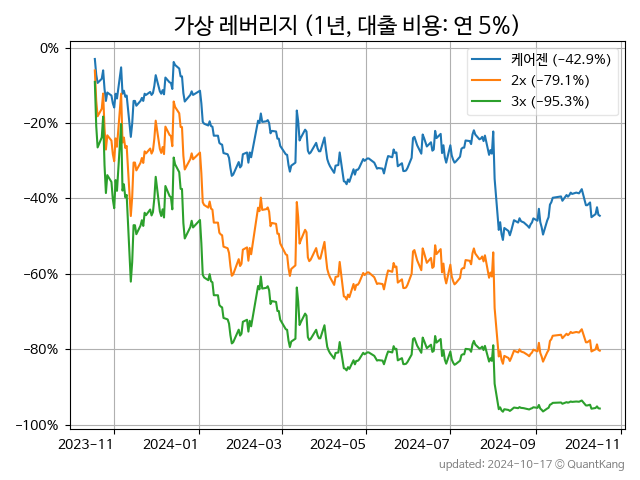 가상 레버리지 (1년, 대출 비용: 연 5%)
0%
−20%
−40%
−60%
−80%
−100%
케어젠 (−42.9%)
2x (−79.1%)
3x (−95.3%)
2023-11
2024-01
2024-03
2024-05
2024-07
2024-09
2024-11
updated: 2024-10-17 © QuantKang